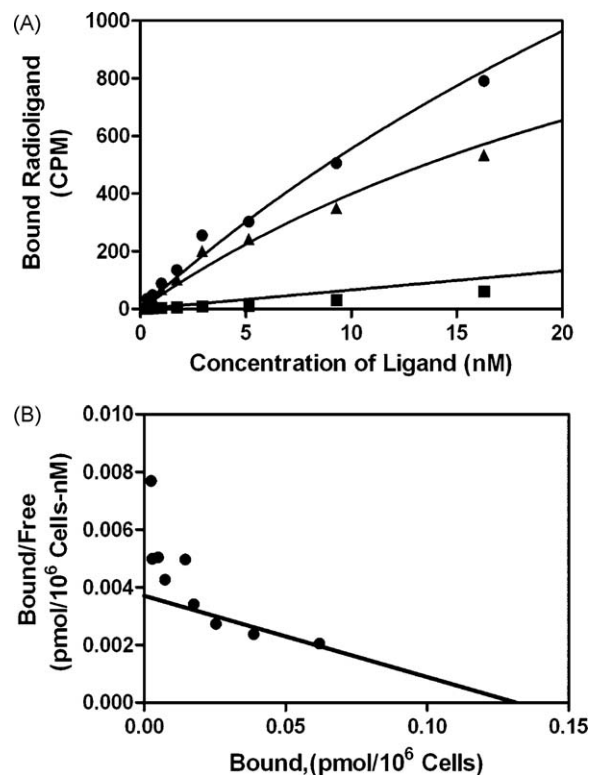 (A)
1000
800
600
400
200
0
Bound Radioligand
(CPM)
0
5
10
15
20
Concentration of Ligand (nM)
(B)
0.010
0.008
0.006
0.004
0.002
0.000
Bound/Free
(pmol/10⁶ Cells-nM)
0.00
0.05
0.10
0.15
Bound,(pmol/10⁶ Cells)